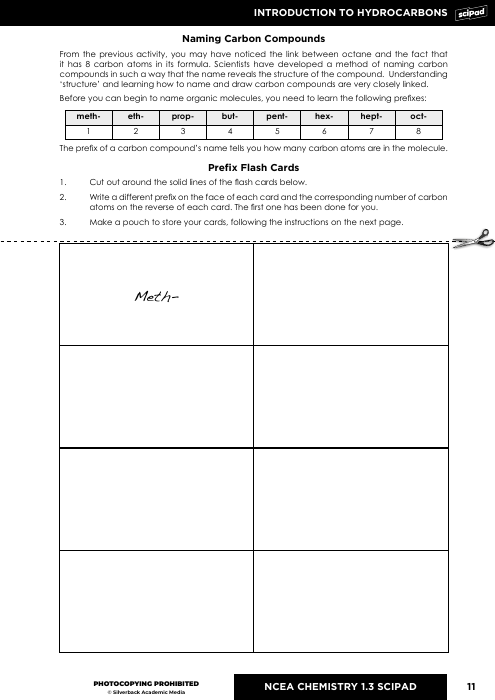 INTRODUCTION TO HYDROCARBONS
scipad
Naming Carbon Compounds
From the previous activity, you may have noticed the link between octane and the fact that
it has 8 carbon atoms in its formula. Scientists have developed a method of naming carbon
compounds in such a way that the name reveals the structure of the compound. Understanding
'structure' and learning how to name and draw carbon compounds are very closely linked.
Before you can begin to name organic molecules, you need to learn the following prefixes:
meth- eth- prop- but- pent- hex- hept- oct-
1 2 3 4 5 6 7 8
The prefix of a carbon compound's name tells you how many carbon atoms are in the molecule.
Prefix Flash Cards
1. Cut out around the solid lines of the flash cards below.
2. Write a different prefix on the face of each card and the corresponding number of carbon
atoms on the reverse of each card. The first one has been done for you.
3. Make a pouch to store your cards, following the instructions on the next page.
Meth-
PHOTOCOPYING PROHIBITED
© Silverback Academic Media
NCEA CHEMISTRY 1.3 SCIPAD
11